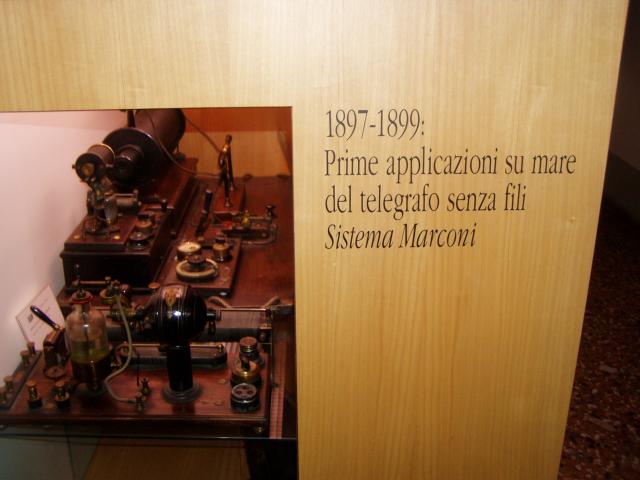 1897-1899:
Prime applicazioni su mare
del telegrafo senza fili
Sistema Marconi